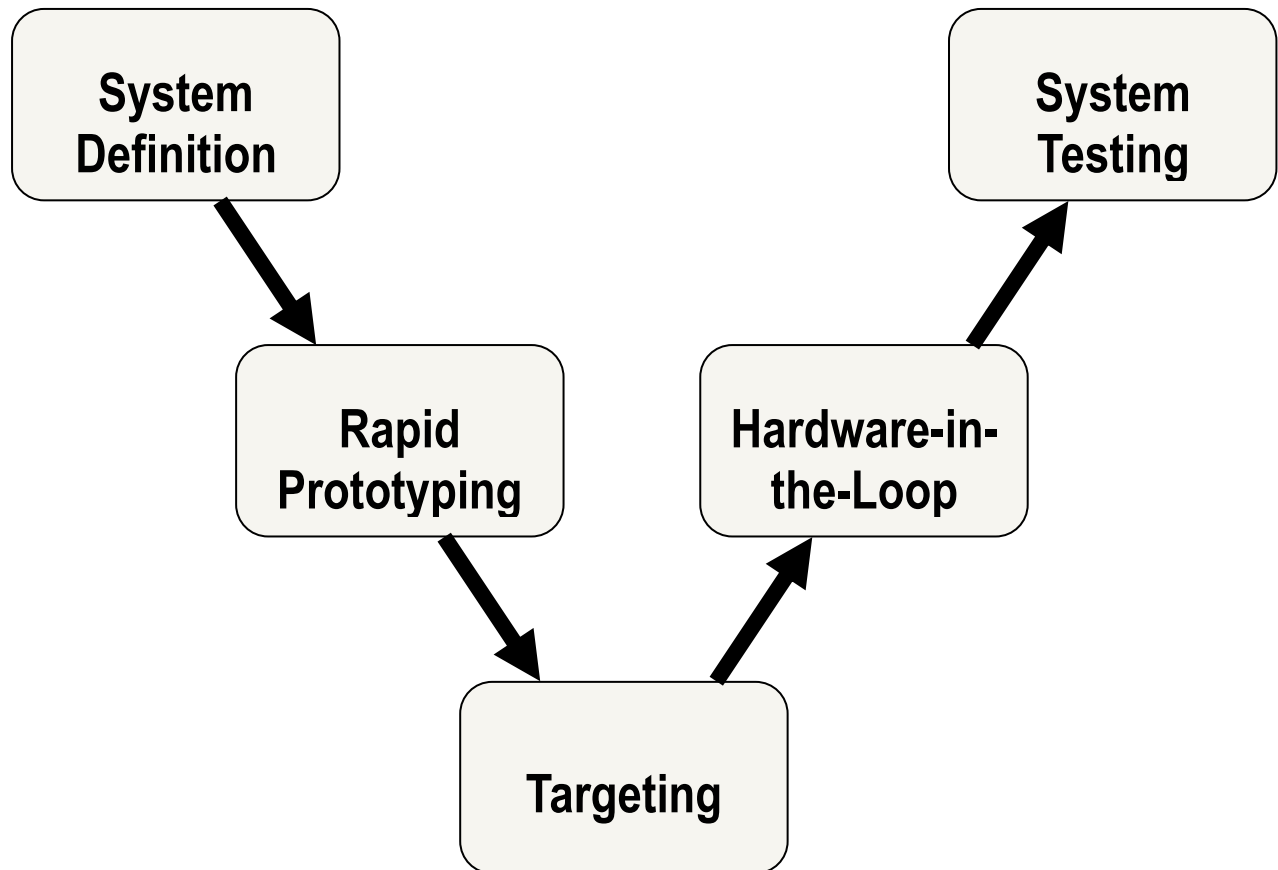 System
Definition
System
Testing
Rapid
Prototyping
Hardware-in-
the-Loop
Targeting